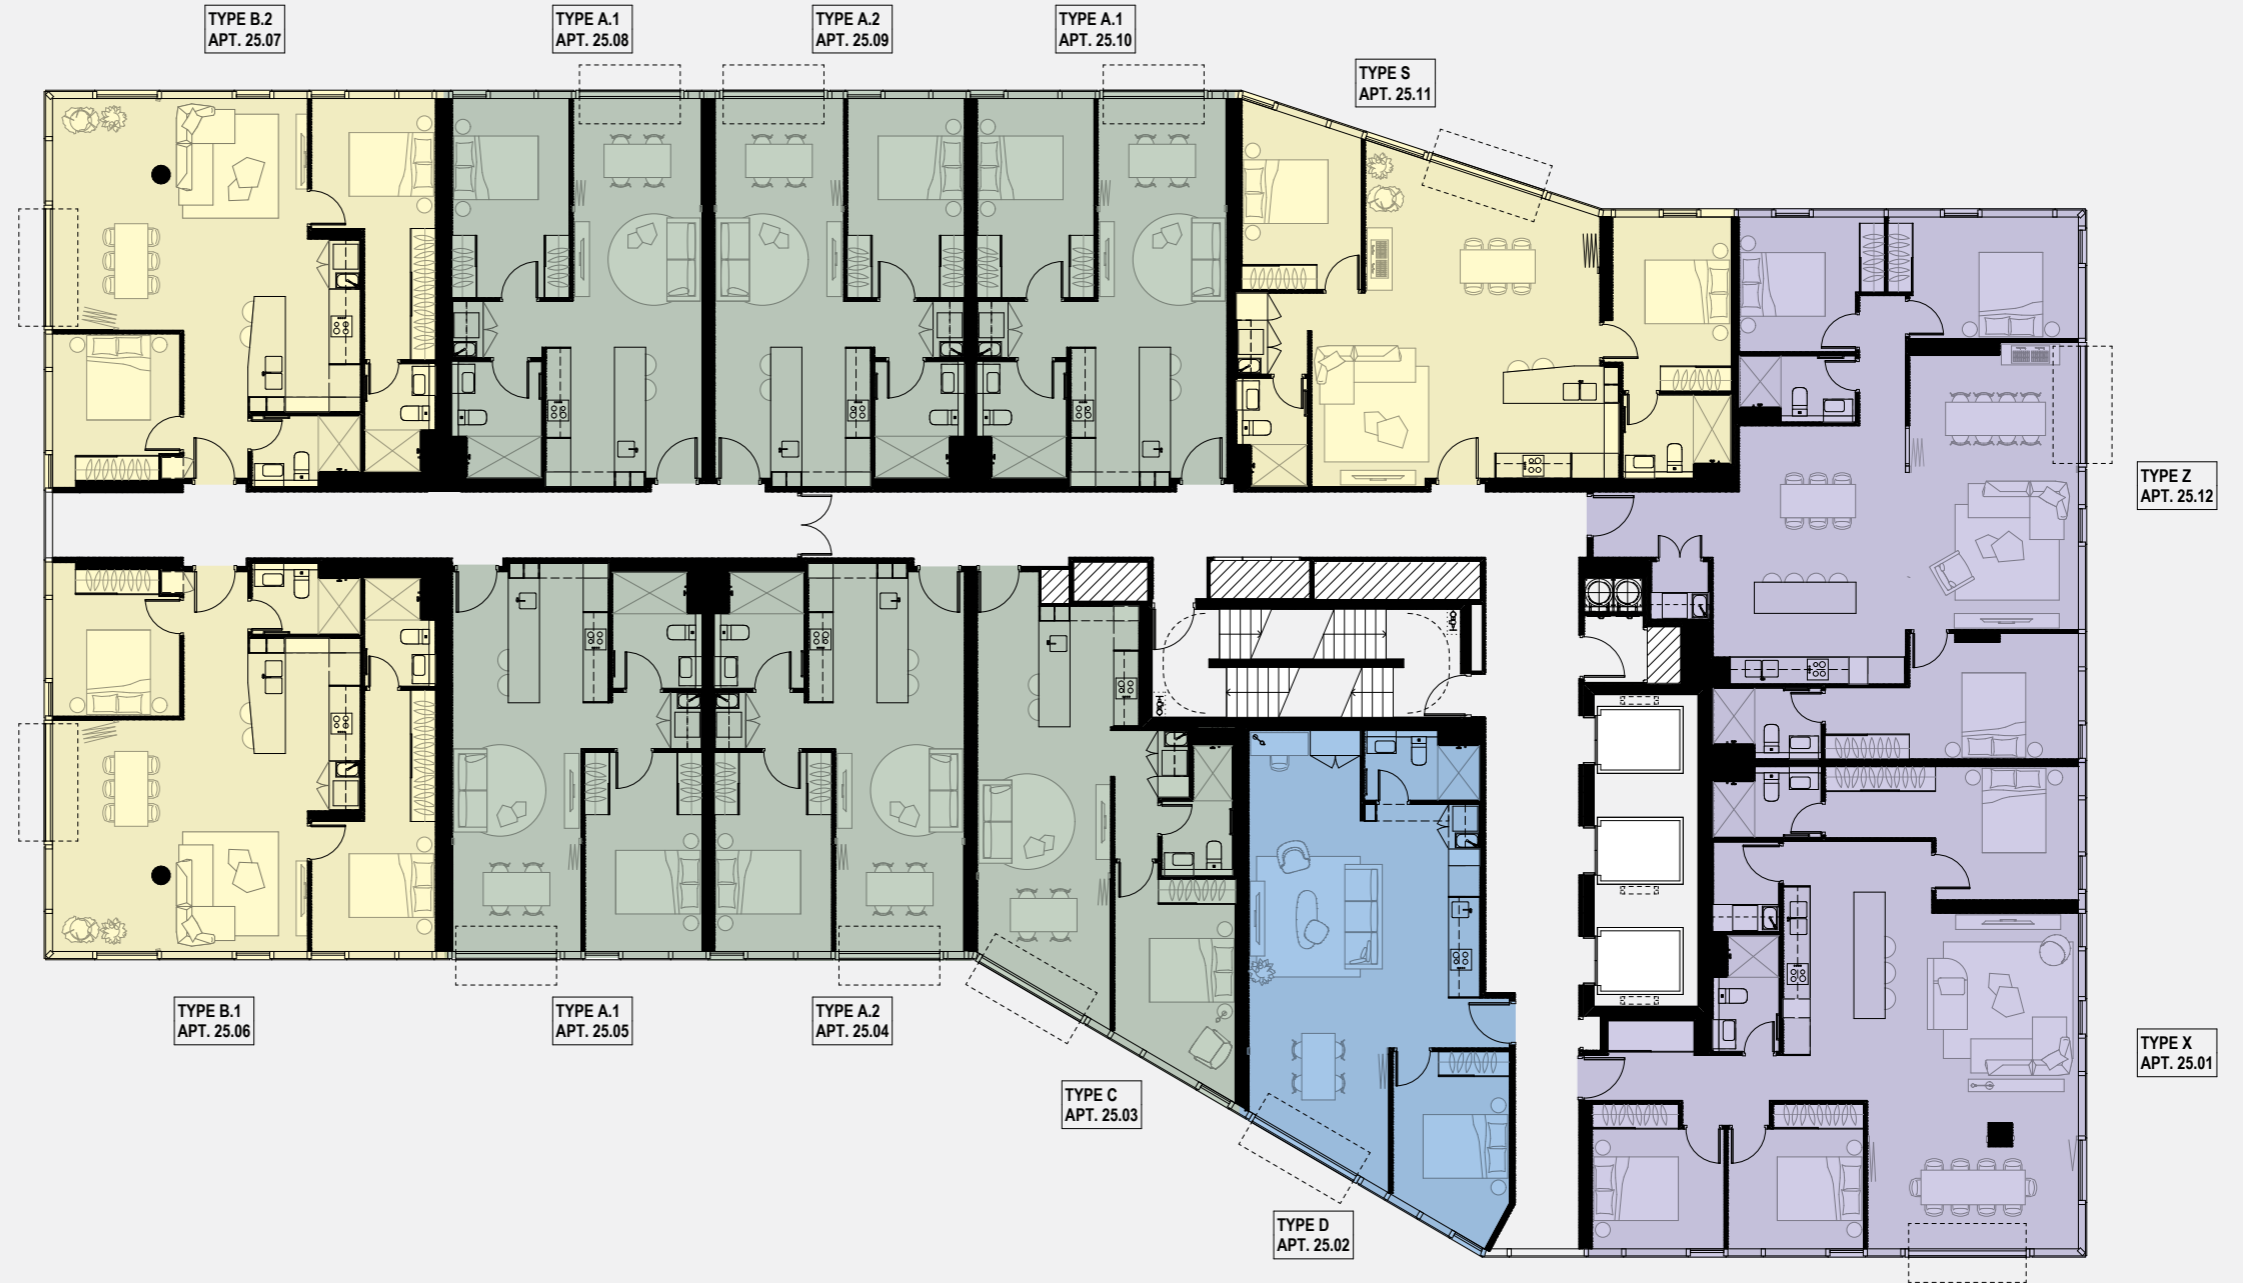 TYPE B.2
APT. 25.07
TYPE A.1
APT. 25.08
TYPE A.2
APT. 25.09
TYPE A.1
APT. 25.10
TYPE S
APT. 25.11
TYPE Z
APT. 25.12
TYPE B.1
APT. 25.06
TYPE A.1
APT. 25.05
TYPE A.2
APT. 25.04
TYPE C
APT. 25.03
TYPE D
APT. 25.02
TYPE X
APT. 25.01